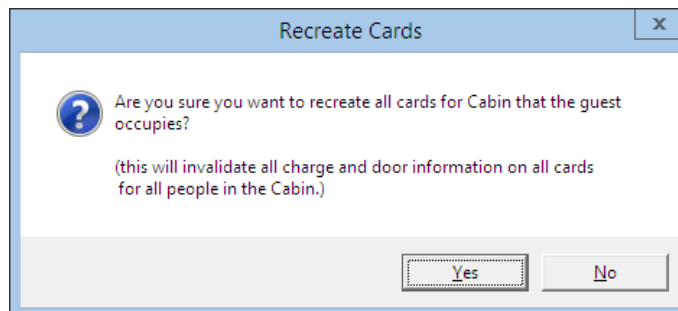 Recreate Cards
x
?
Are you sure you want to recreate all cards for Cabin that the guest
occupies?
(this will invalidate all charge and door information on all cards
for all people in the Cabin.)
Yes
No